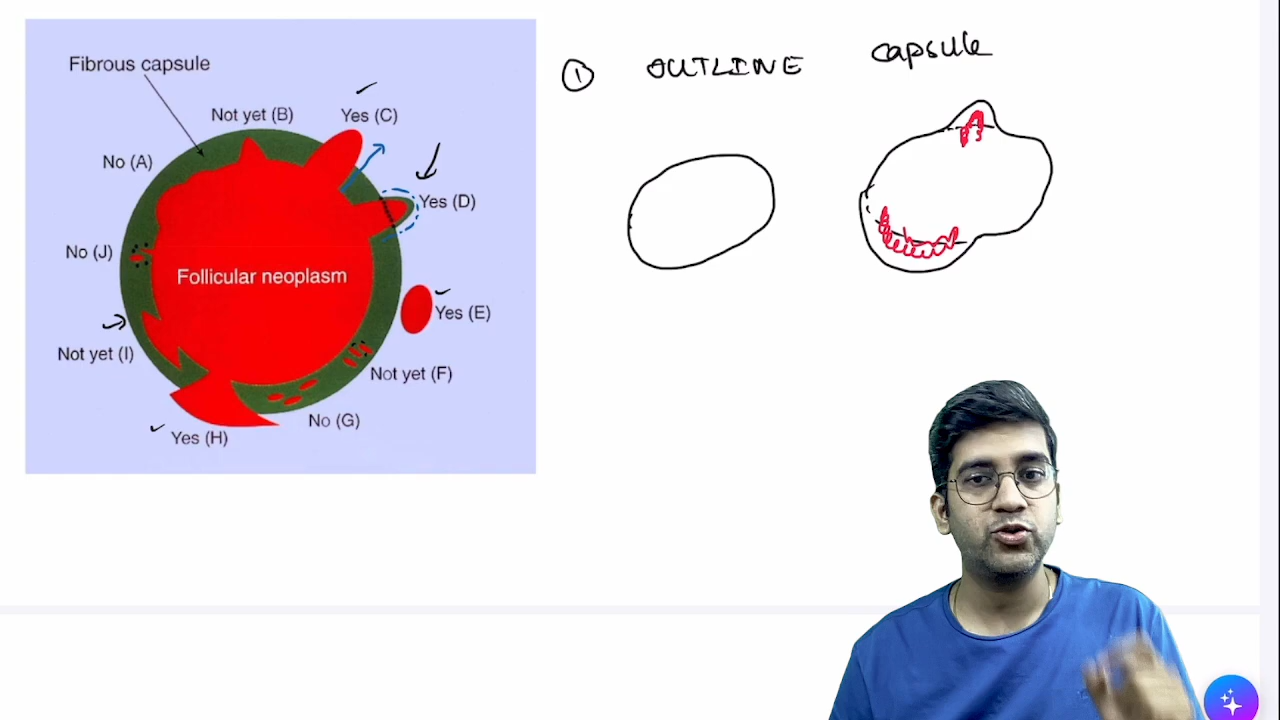 Fibrous capsule
Not yet (B)
Yes (C)
No (A)
Yes (D)
No (J)
Follicular neoplasm
Yes (E)
Not yet (I)
Not yet (F)
No (G)
Yes (H)
① OUTLINE capsule